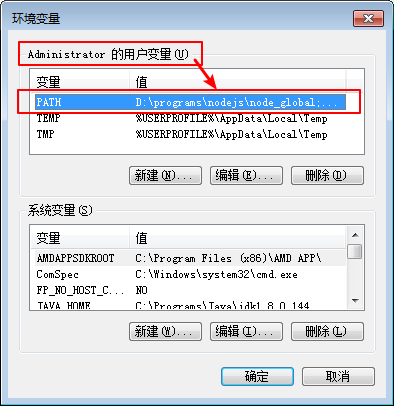 环境变量
Administrator 的用户变量(U)
变量 值
PATH D:\programs\nodejs\node_global;...
TEMP %USERPROFILE%\AppData\Local\Temp
TMP %USERPROFILE%\AppData\Local\Temp
新建(N)... 编辑(E)... 删除(D)
系统变量(S)
变量 值
AMDAPPSDKROOT C:\Program Files (x86)\AMD APP\
ComSpec C:\Windows\system32\cmd.exe
FP_NO_HOST_C... NO
JAVA_HOME C:\Programs\Java\jdk1.8.0_144
新建(W)... 编辑(I)... 删除(L)
确定 取消